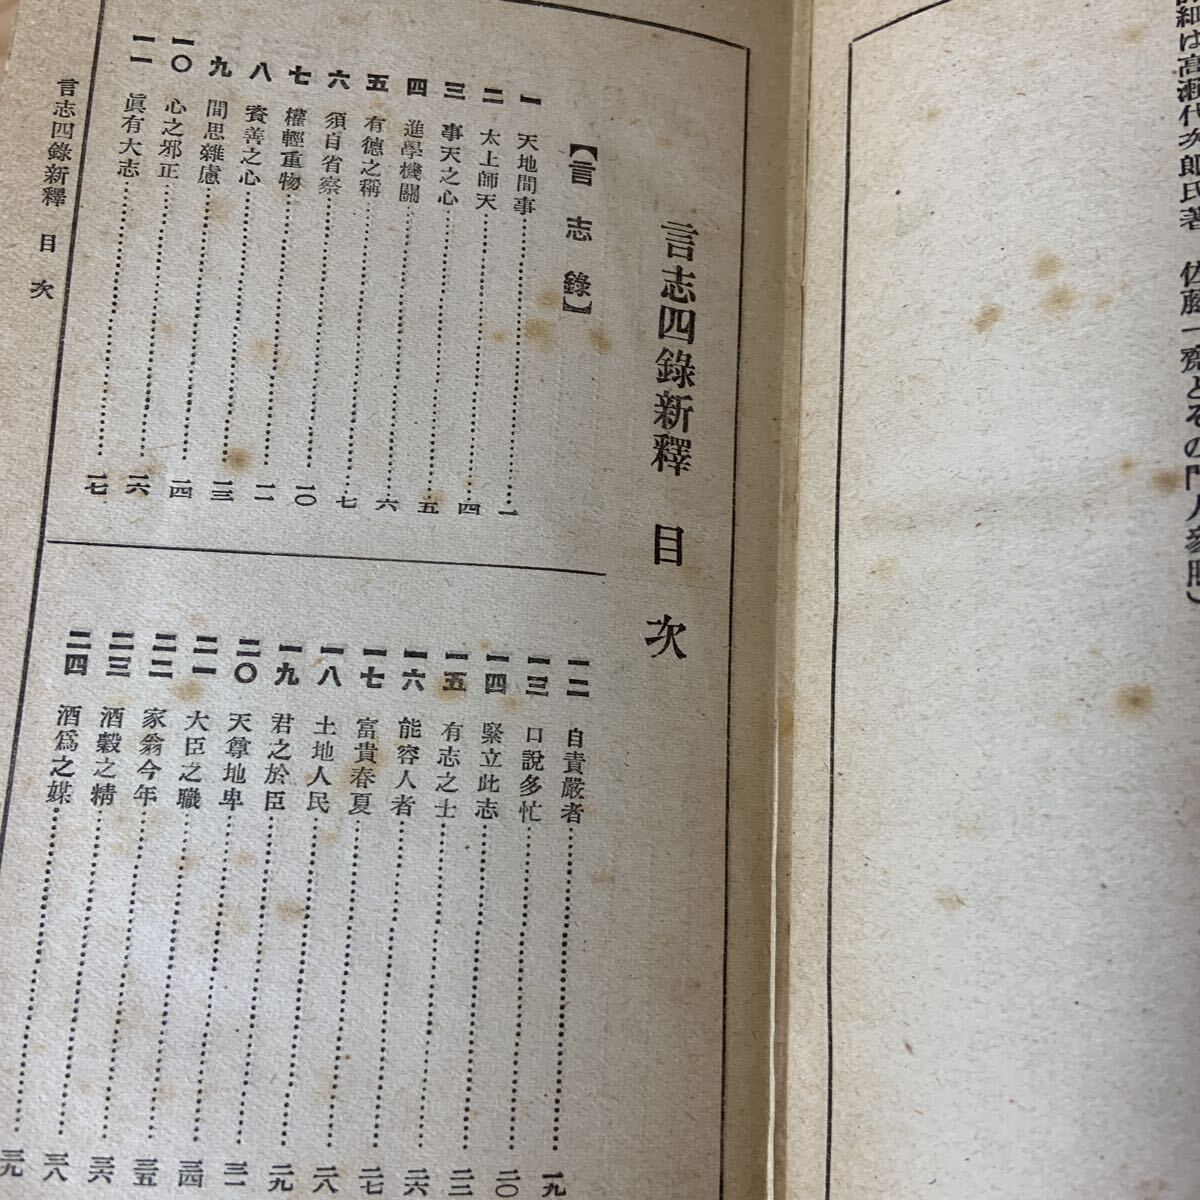 細は高瀬代次郎氏著 佐藤一齋とその門人參照)
言志四錄新釋 目次
【言志錄】
一 天地間事……一
二 太上師天……四
三 事天之心……五
四 進學機關……六
五 有德之稱……七
六 須自省察……一〇
七 權輕重物……一二
八 善之心
九 間思雜慮……一三
一〇 心之邪正……一四
一一 眞有大志……一六
一七
一二 自責嚴者……一九
一三 口說多忙……二〇
一四 緊立此志……二二
一五 有志之士……二六
一六 能容人者……二七
一七 富貴春夏……二八
一八 土地人民……二九
一九 君之於臣……三一
二〇 天尊地卑……三四
二一 大臣之職……三五
二二 家翁今年……三六
二三 酒穀之精……三八
二四 酒爲之媒……三九
言志四錄新釋 目次